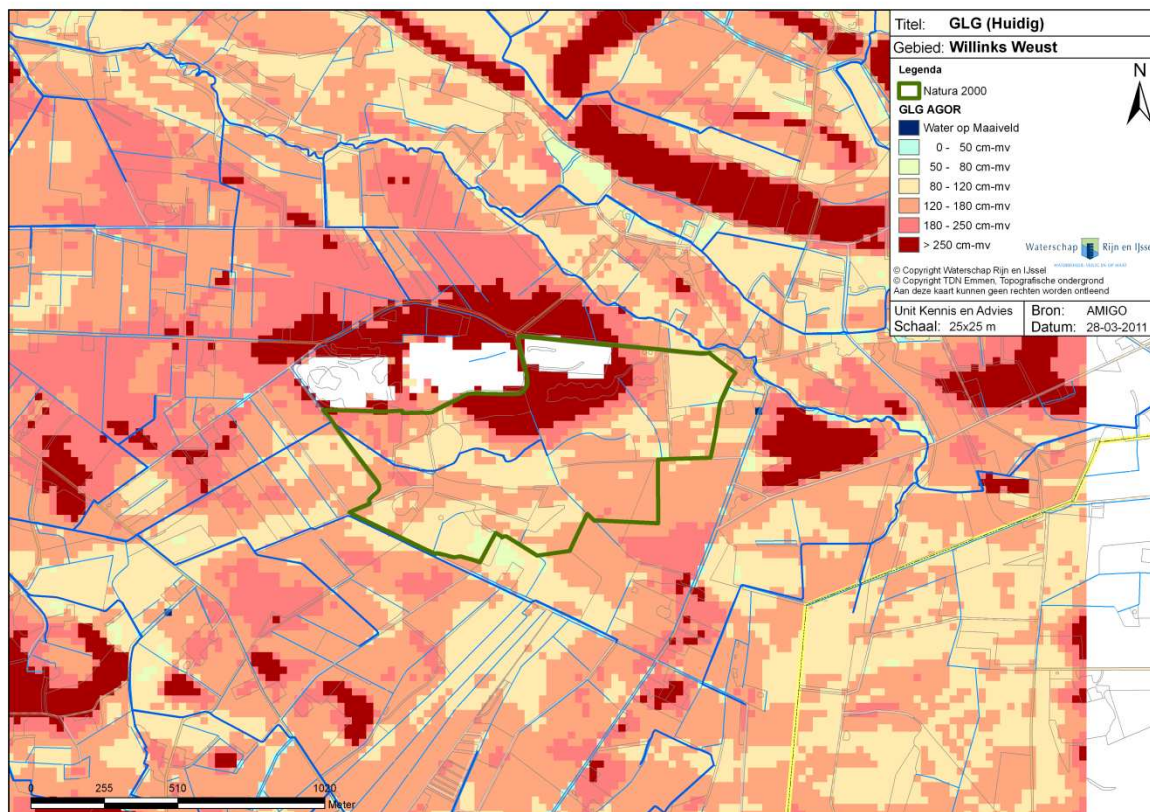 Titel: GLG (Huidig)
Gebied: Willinks Weust
Legenda
N
Natura 2000
GLG AGOR
Water op Maaiveld
0 - 50 cm-mv
50 - 80 cm-mv
80 - 120 cm-mv
120 - 180 cm-mv
180 - 250 cm-mv
> 250 cm-mv
Waterschap Rijn en IJssel
© Copyright Waterschap Rijn en IJssel
© Copyright TDN Emmen, Topografische ondergrond
Aan deze kaart kunnen geen rechten worden ontleend
Unit Kennis en Advies Bron: AMIGO
Schaal: 25x25 m Datum: 28-03-2011
0 255 510 1020
Meter